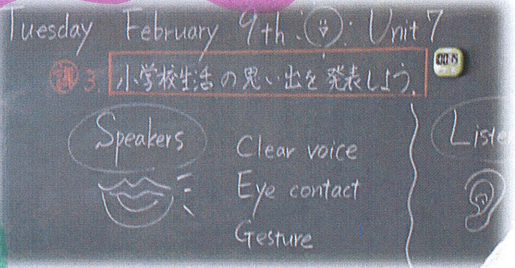 Tuesday February 9th. Unit 7
課 3. 小学校生活の思い出を発表しよう.
Speakers
Clear voice
Eye contact
Gesture
Liste